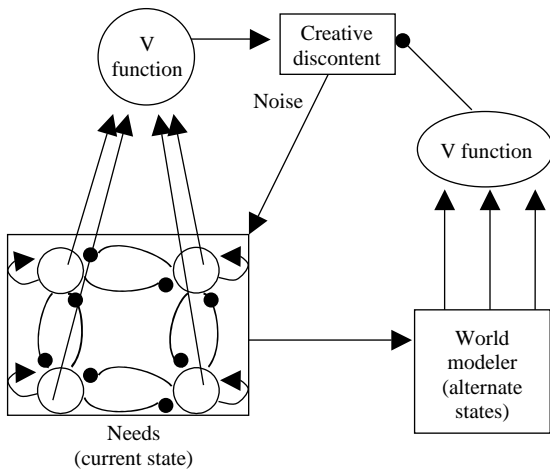 V
function
Creative
discontent
Noise
V function
World
modeler
(alternate
states)
Needs
(current state)